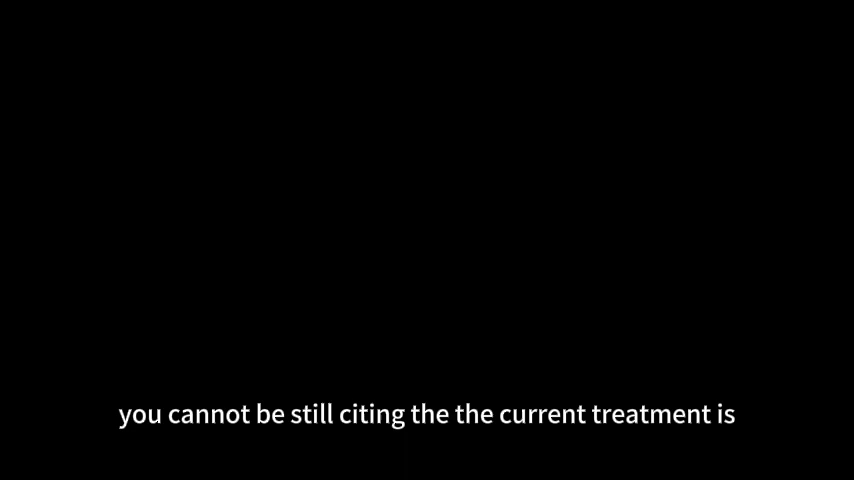 you cannot be still citing the the current treatment is